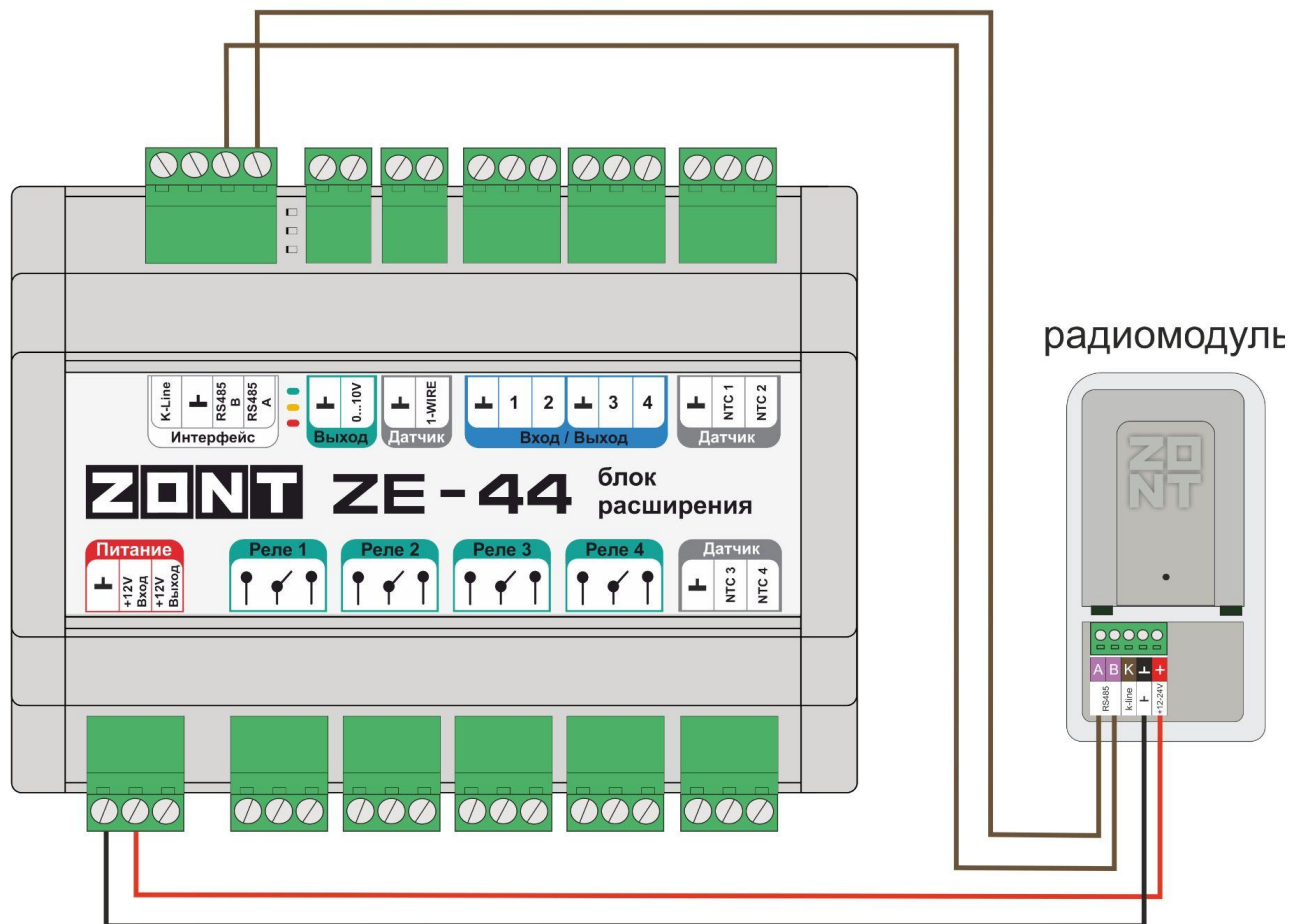 радиомодуль
K-Line
RS485
B
RS485
A
Интерфейс
0...10V
Выход
1-WIRE
Датчик
1 2 3 4
Вход / Выход
NTC 1
NTC 2
Датчик
ZONT ZE-44 блок
расширения
Питание
+12V
Вход
+12V
Выход
Реле 1
Реле 2
Реле 3
Реле 4
Датчик
NTC 3
NTC 4
ZO
NT
A B K +
RS485
k-line
+12-24V